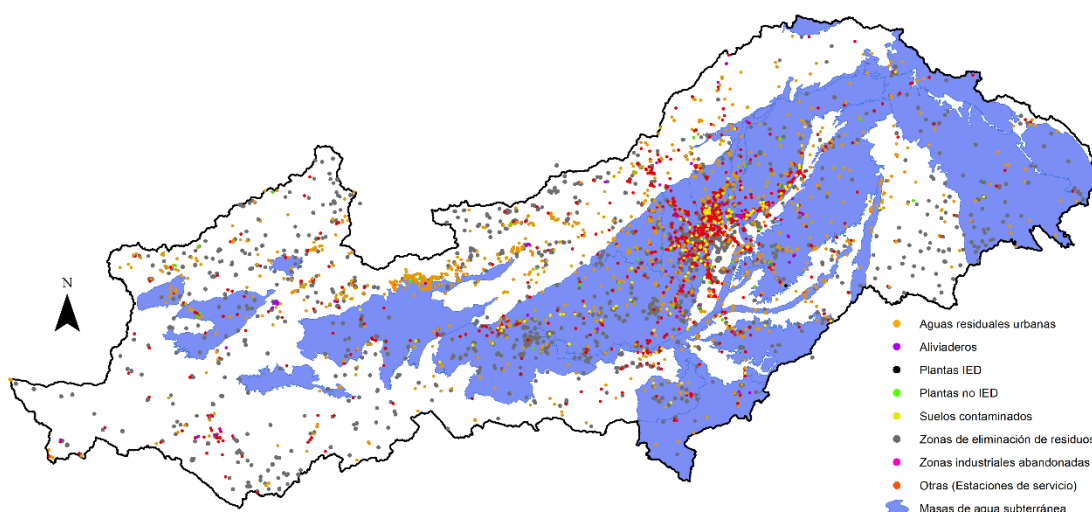 N
Aguas residuales urbanas
Aliviaderos
Plantas IED
Plantas no IED
Suelos contaminados
Zonas de eliminación de residuos
Zonas industriales abandonadas
Otras (Estaciones de servicio)
Masas de agua subterránea